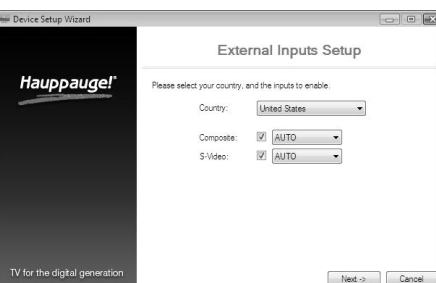 Device Setup Wizard
External Inputs Setup
Hauppauge!
Please select your country, and the inputs to enable.
Country: United States
Composite: AUTO
S-Video: AUTO
TV for the digital generation
Next -> Cancel